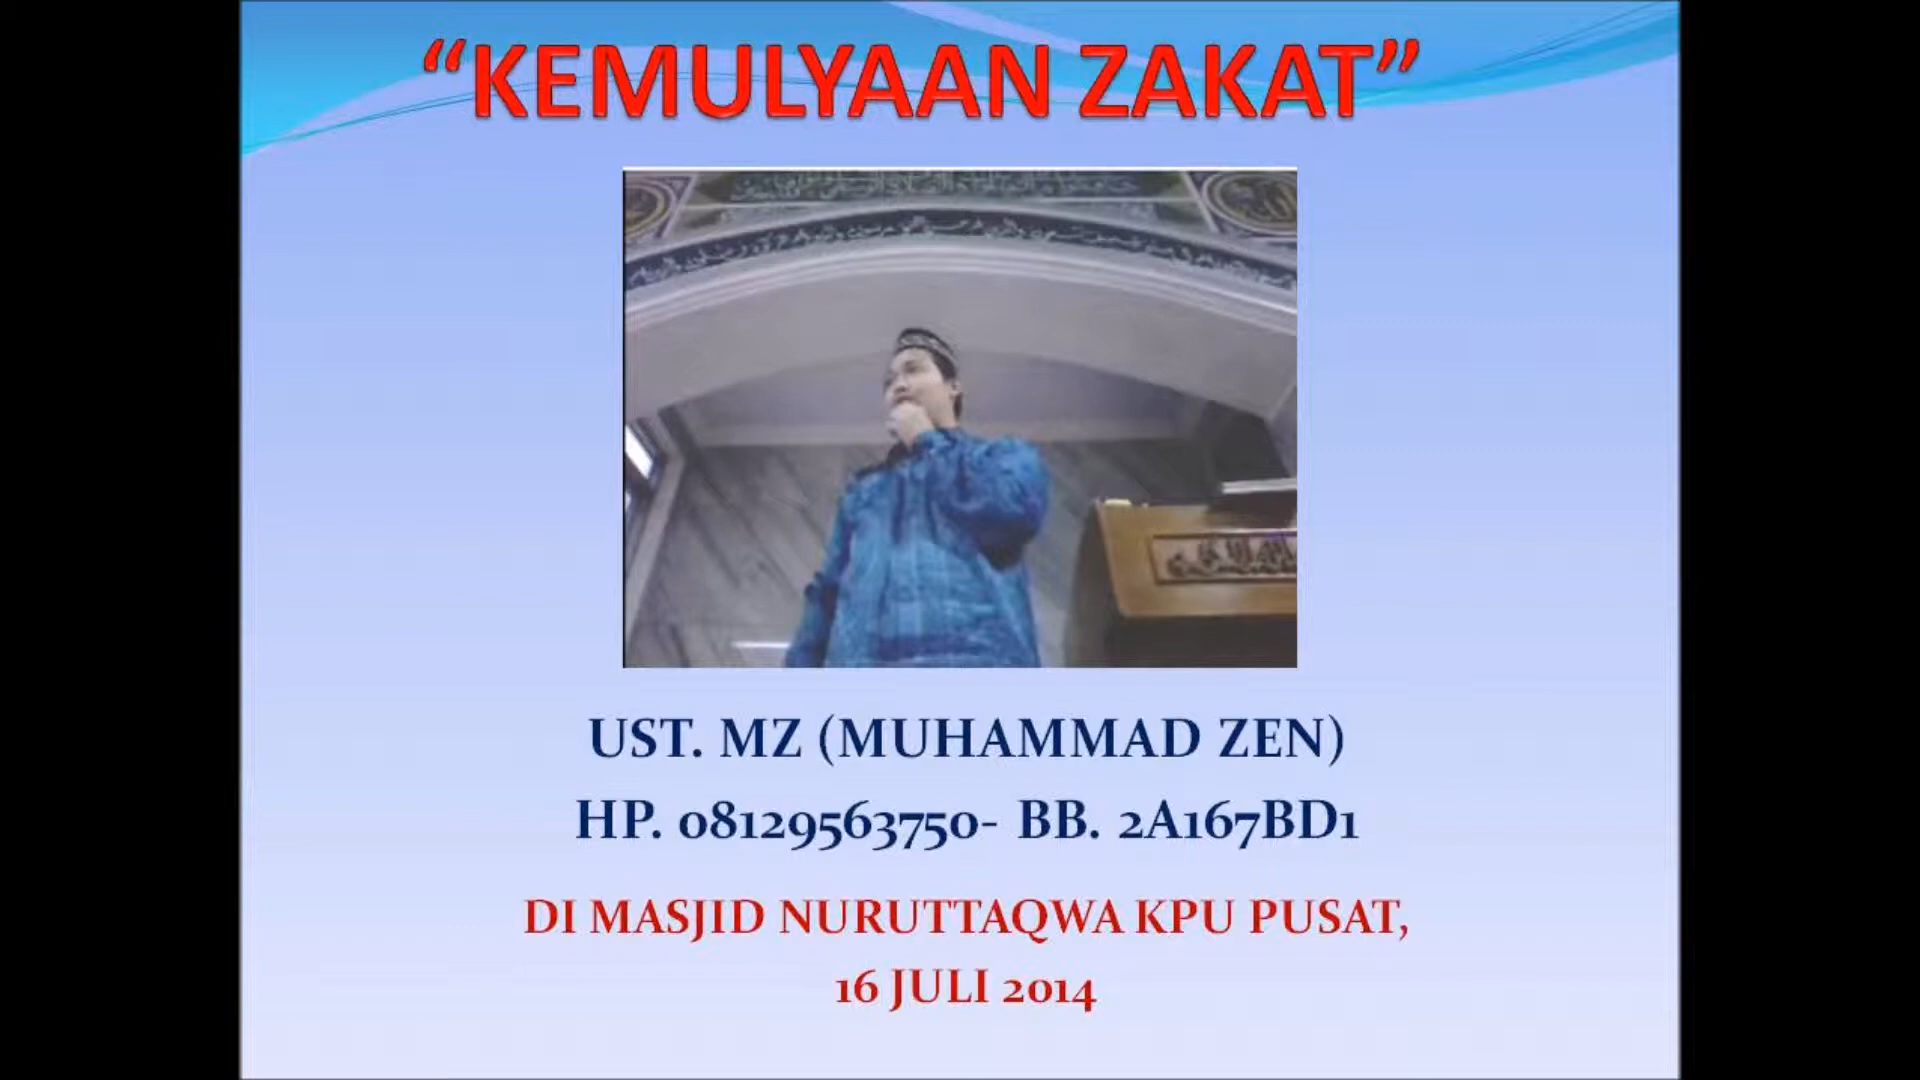 “KEMULYAAN ZAKAT”
UST. MZ (MUHAMMAD ZEN)
HP. 08129563750- BB. 2A167BD1
DI MASJID NURUTTAQWA KPU PUSAT,
16 JULI 2014